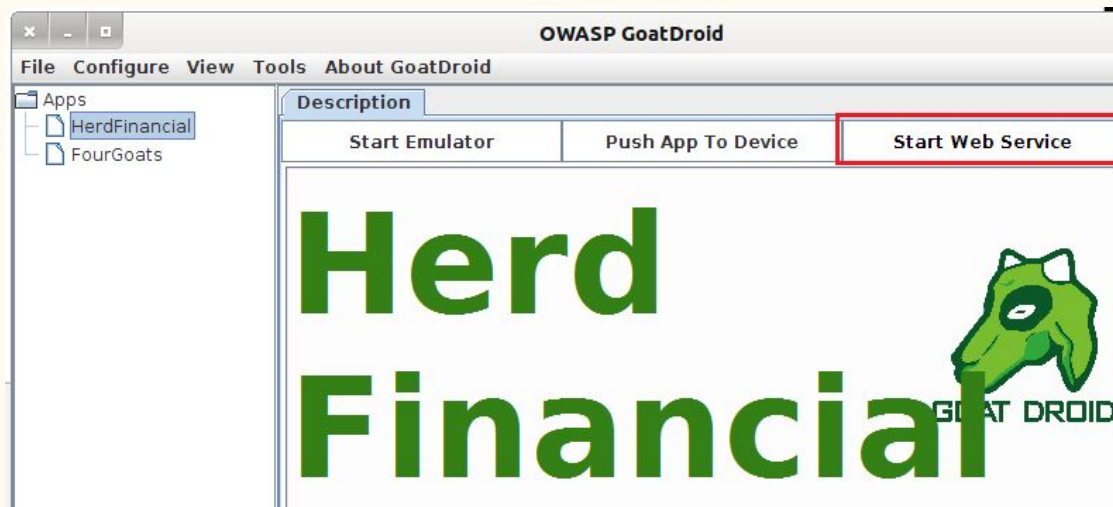 OWASP GoatDroid
File Configure View Tools About GoatDroid
Apps
HerdFinancial
FourGoats
Description
Start Emulator Push App To Device Start Web Service
Herd
Financial
GOAT DROID